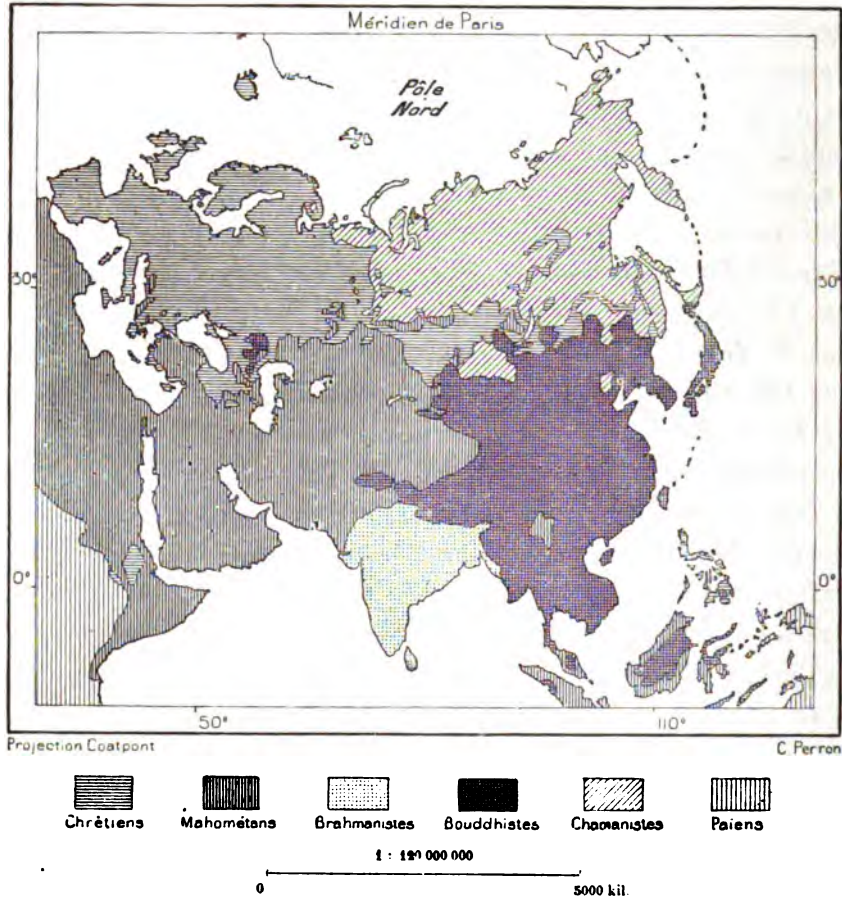 Méridien de Paris
Pôle
Nord
30° 30°
0° 0°
50° 110°
Projection Coatpont C. Perron
Chrétiens Mahométans Brahmanistes Bouddhistes Chamanistes Païens
1 : 120 000 000
0 5000 kil.